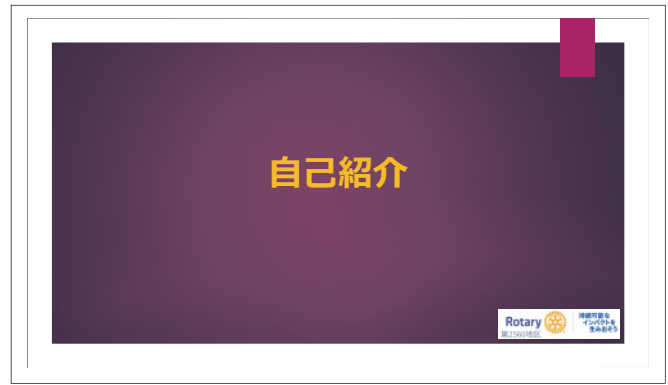 自己紹介
Rotary
第2560地区
持続可能な
インパクトを
生み出そう